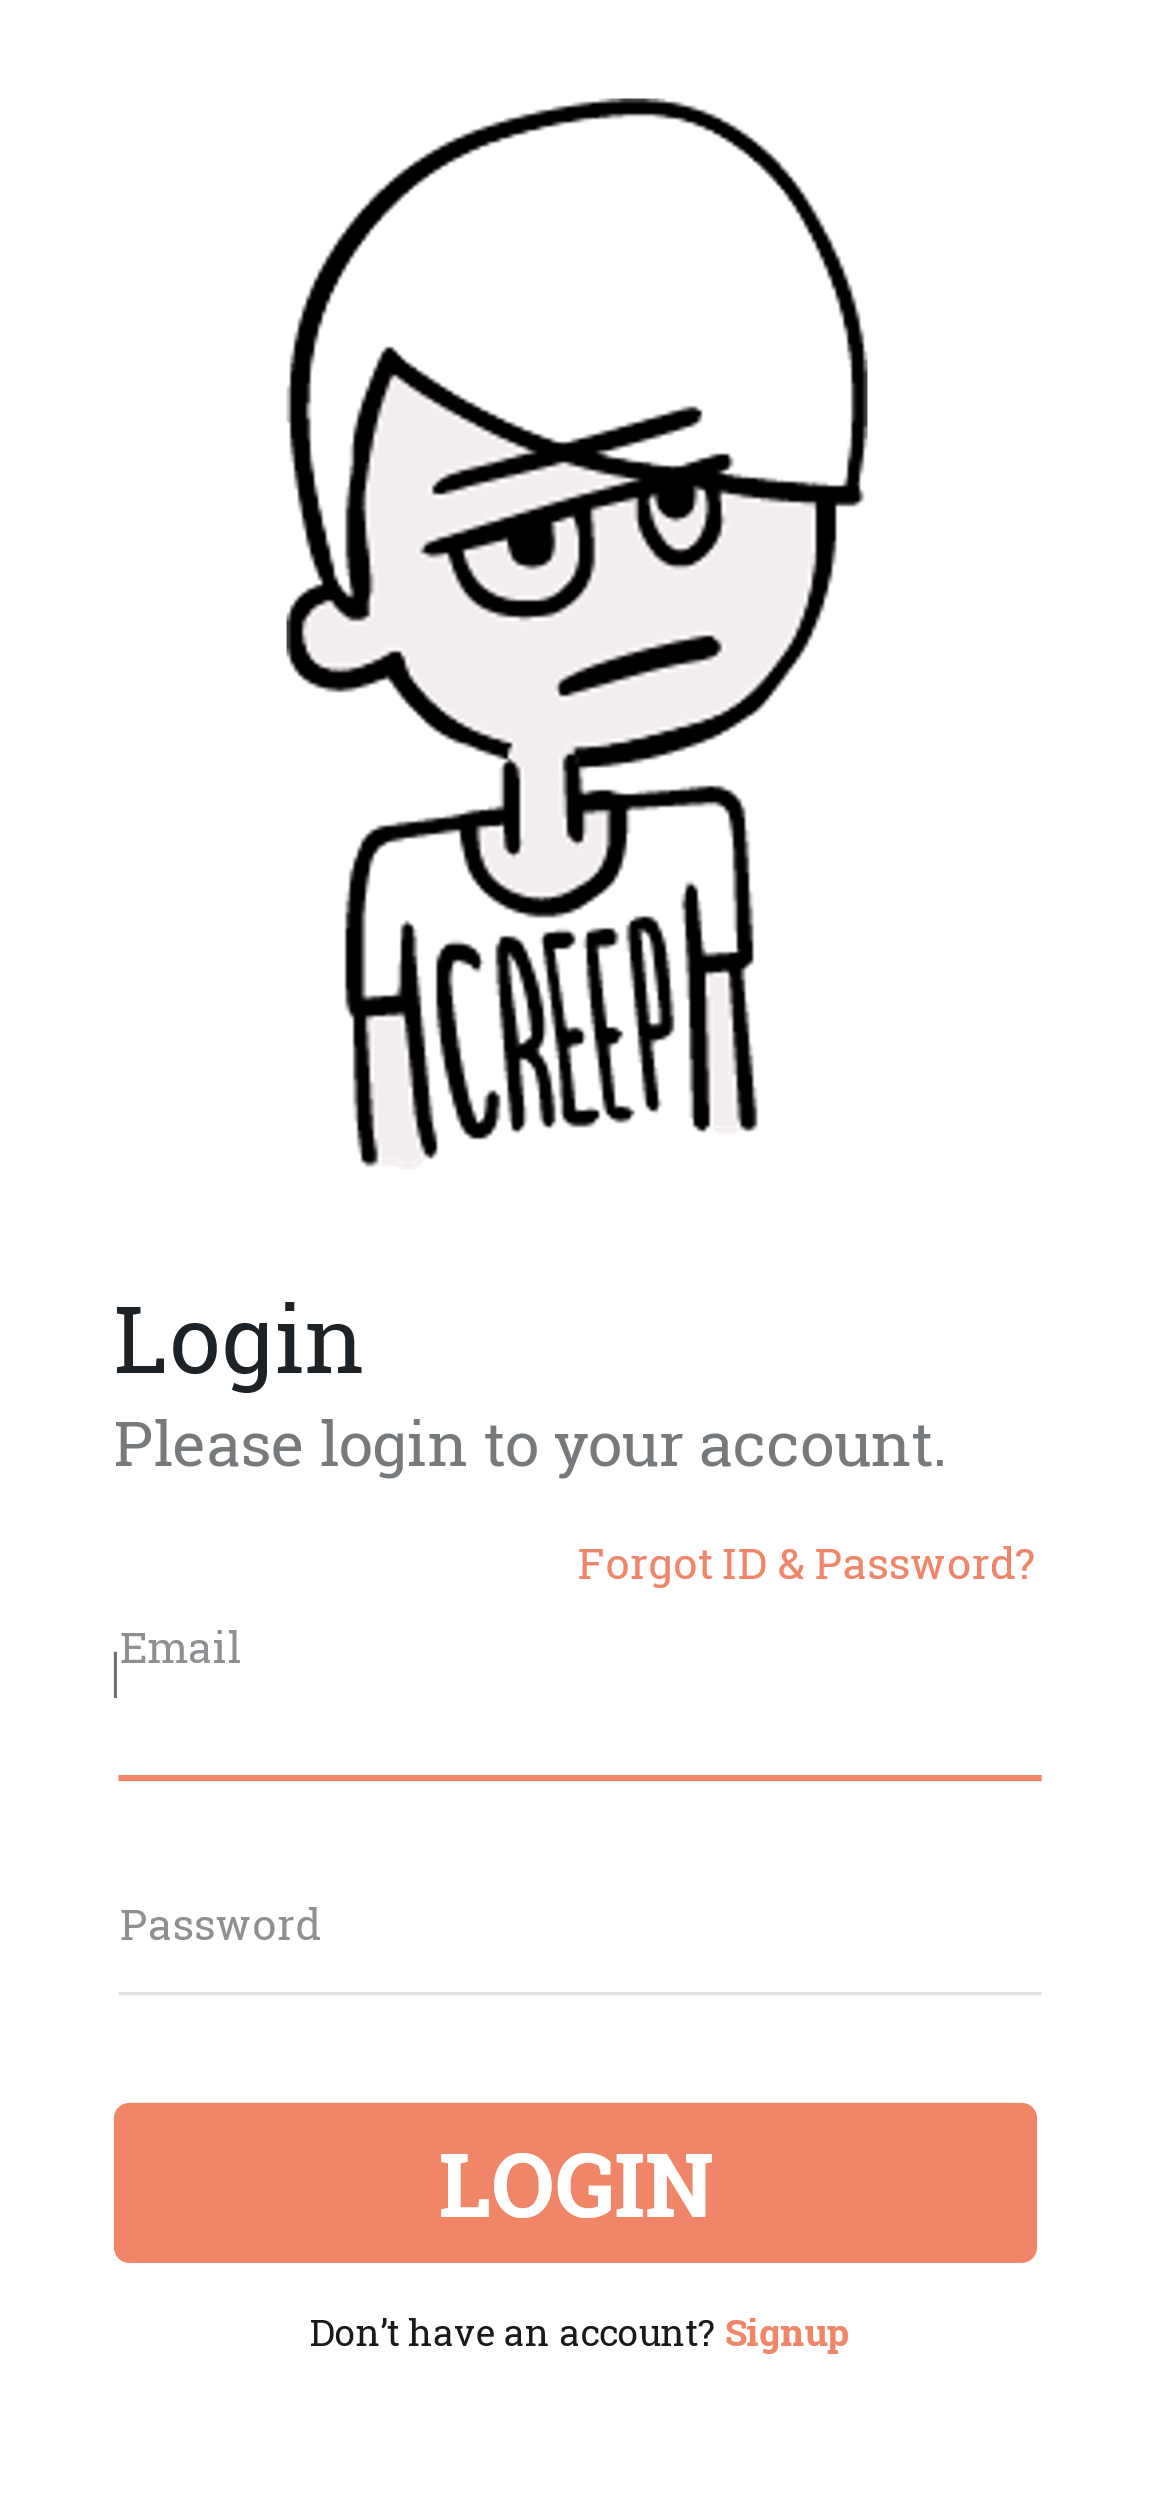 CREEP
Login
Please login to your account.
Forgot ID & Password?
Email
Password
LOGIN
Don’t have an account? Signup